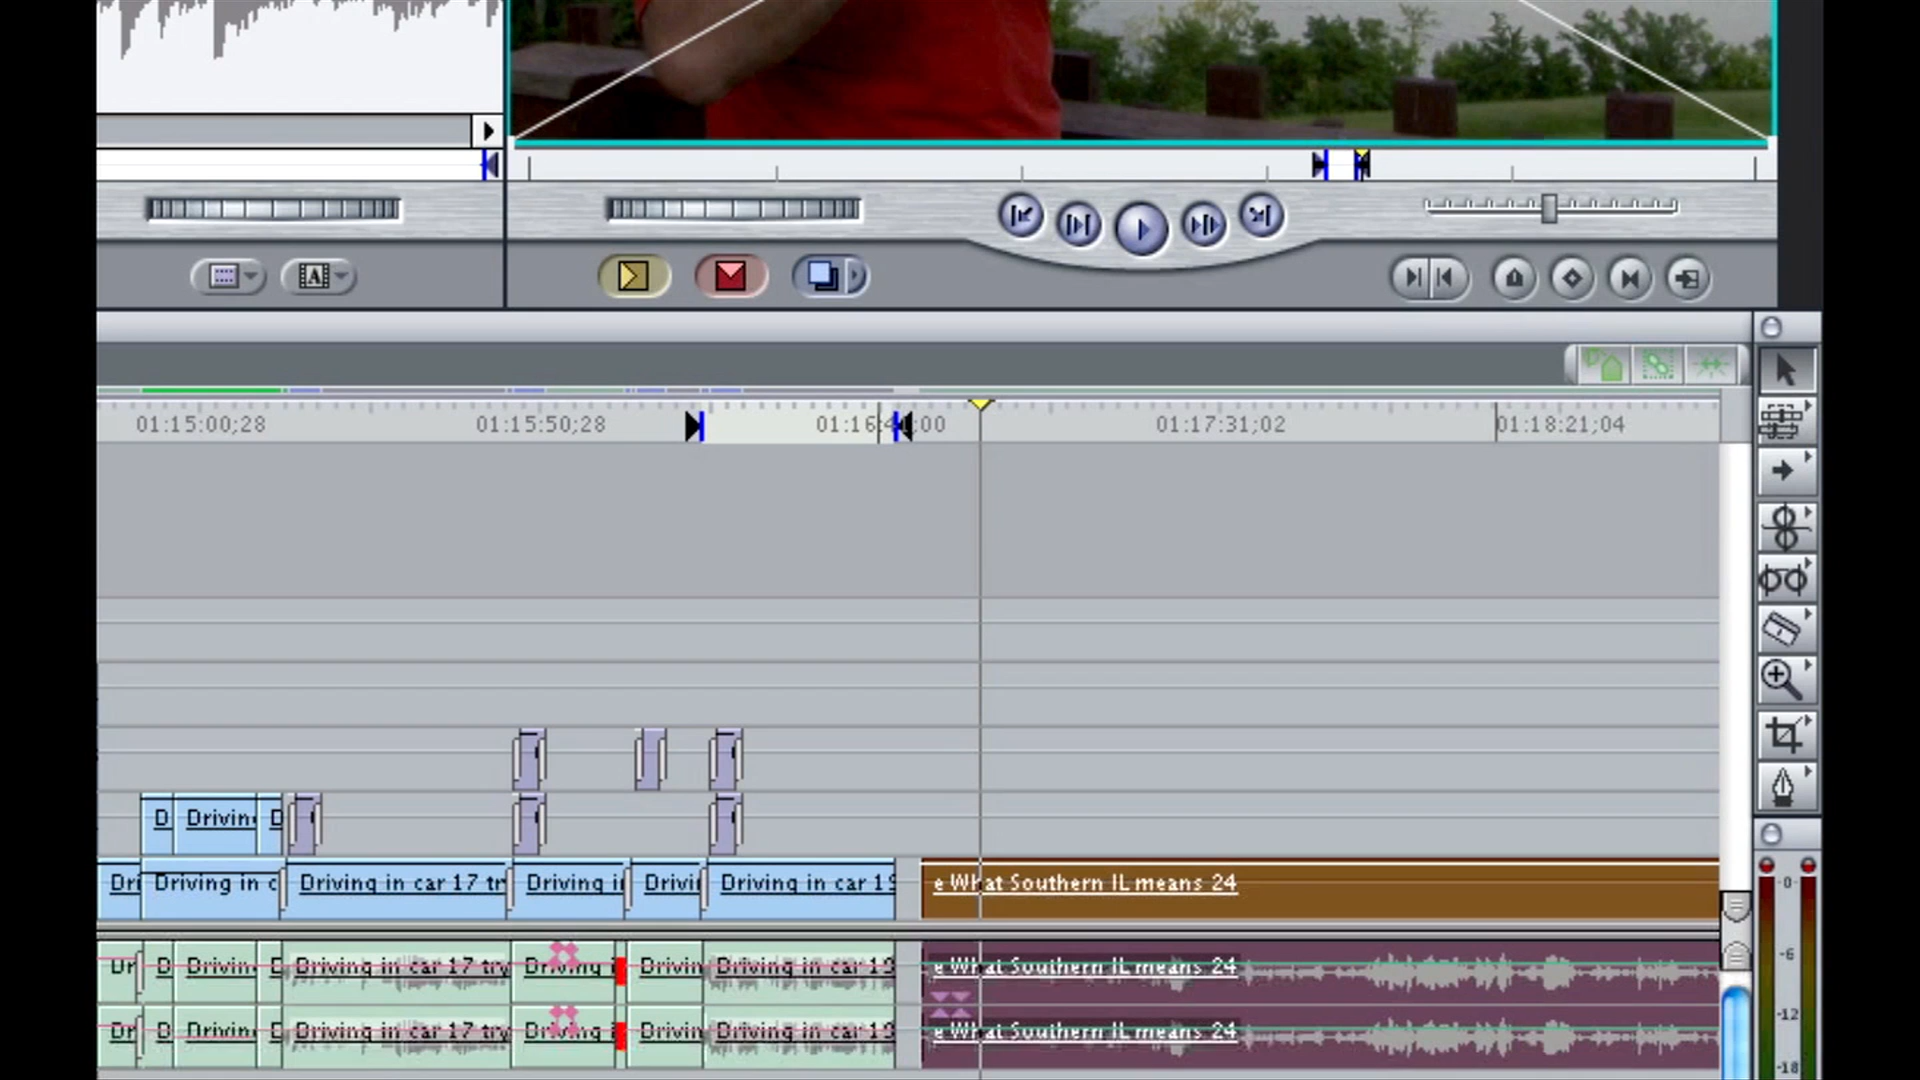 A
01:15:00;28 01:15:50;28 01:16:41;00 01:17:31;02 01:18:21;04
D Drivin D
Dri Driving in c Driving in car 17 tr Driving i Drivi Driving in car 19 e What Southern IL means 24
Dr D Drivin D Driving in car 17 try Driving i Drivin Driving in car 19 e What Southern IL means 24
Dr D Drivin D Driving in car 17 try Driving i Drivin Driving in car 19 e What Southern IL means 24
-0-
-6
-12
-18